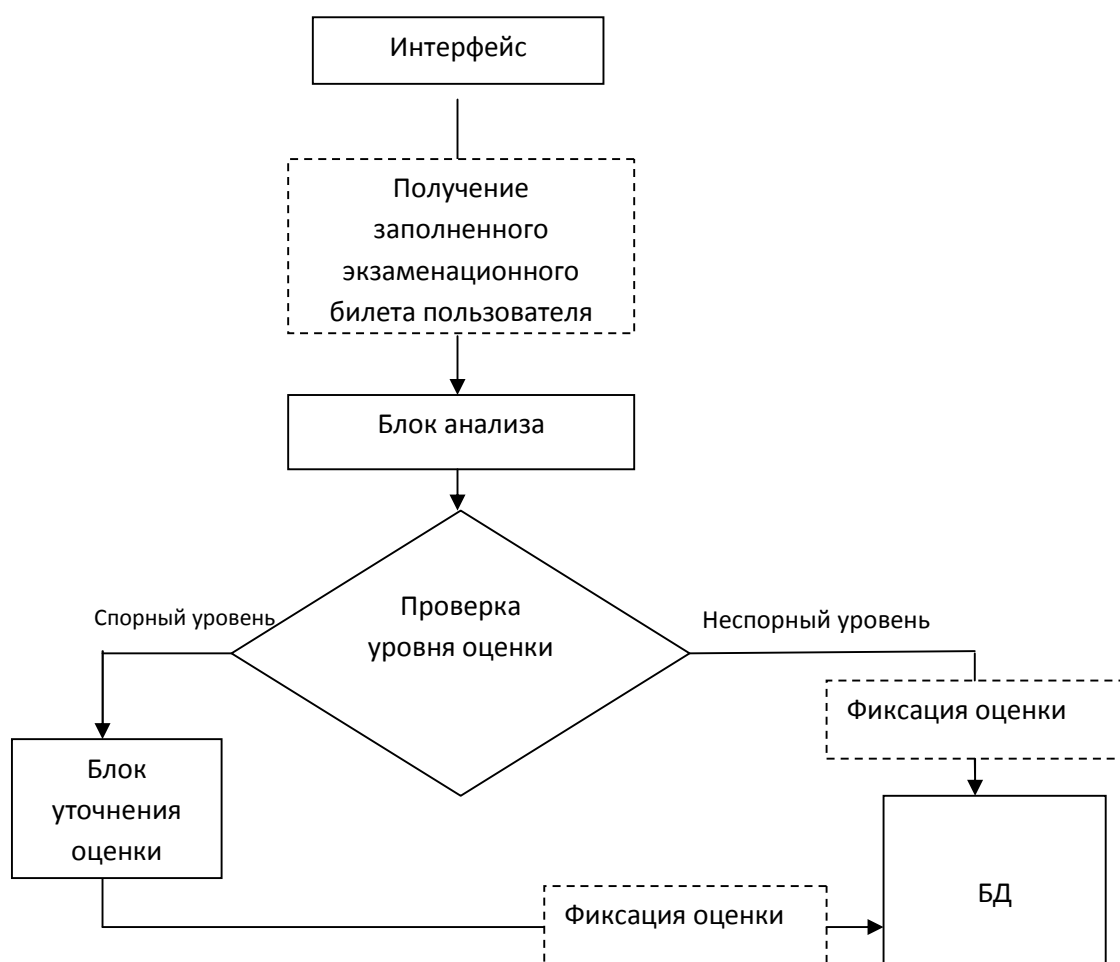 Интерфейс
Получение
заполненного
экзаменационного
билета пользователя
Блок анализа
Проверка
уровня оценки
Спорный уровень
Неспорный уровень
Фиксация оценки
Блок
уточнения
оценки
Фиксация оценки
БД